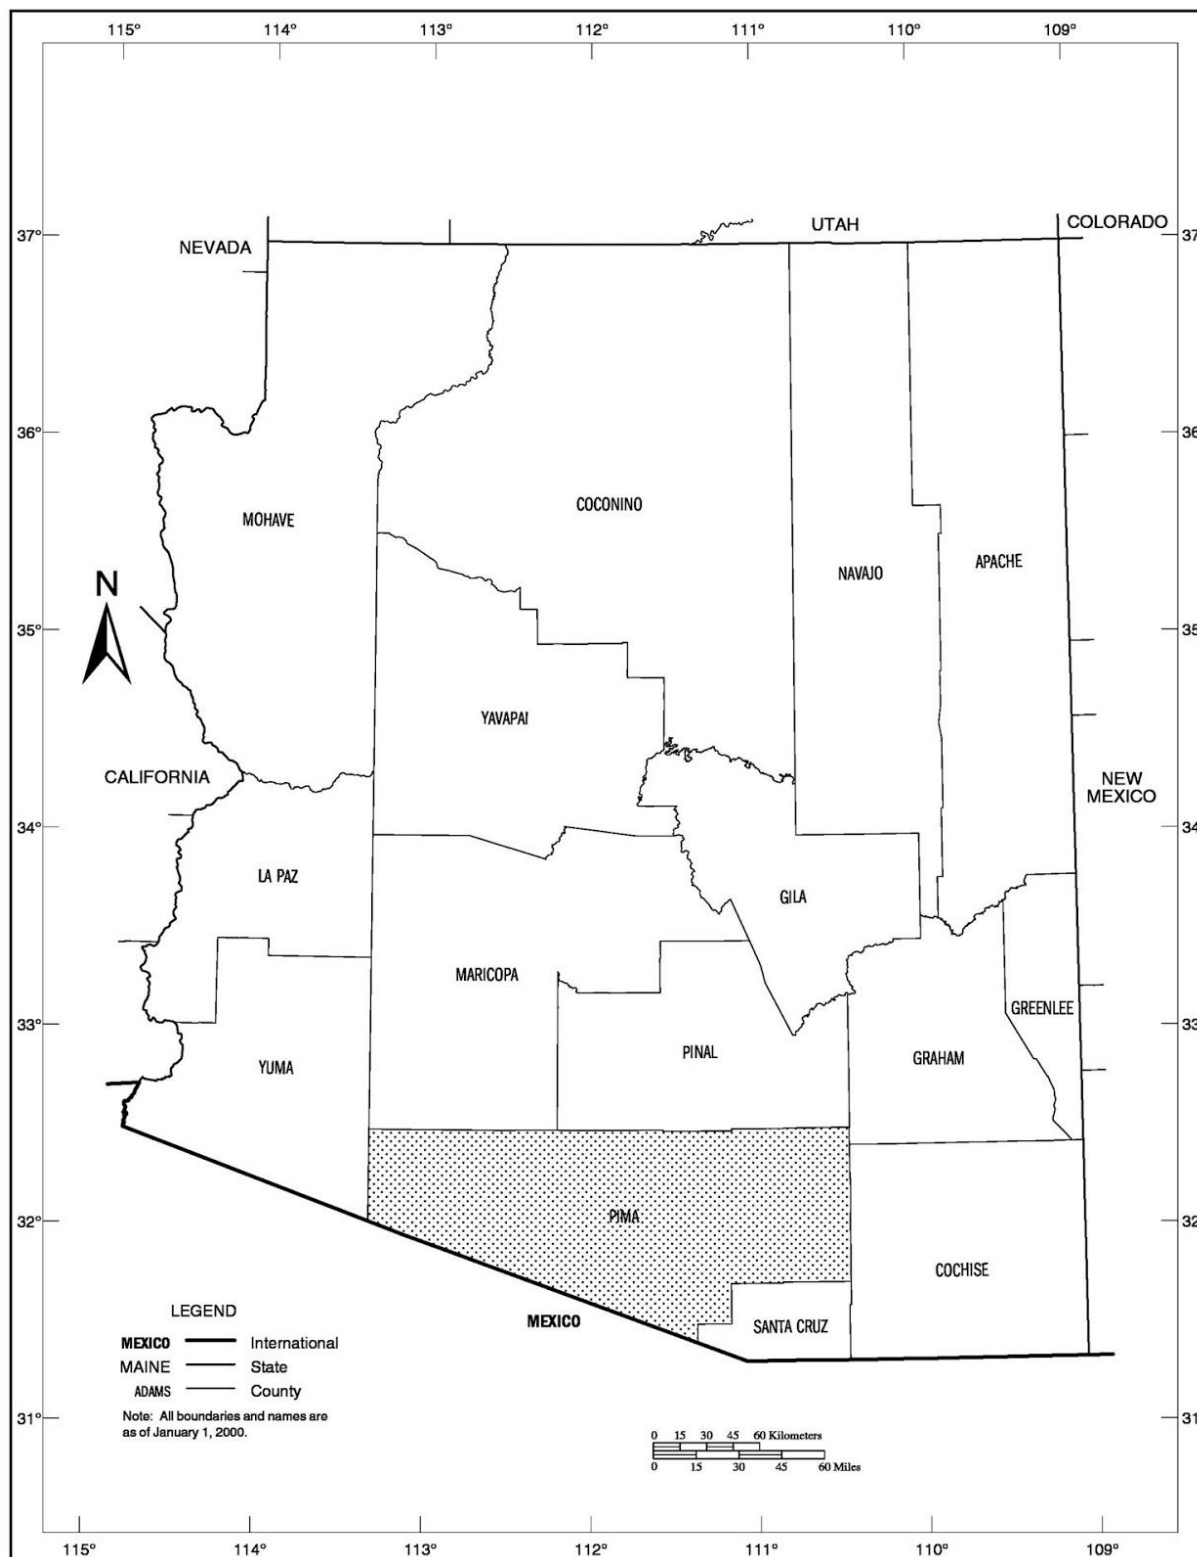 115° 114° 113° 112° 111° 110° 109°
UTAH
COLORADO
37°
NEVADA
37
36°
36
COCONINO
MOHAVE
APACHE
NAVAJO
N
35°
35
YAVAPAI
CALIFORNIA
NEW
MEXICO
34°
34
LA PAZ
GILA
MARICOPA
GREENLEE
33°
33
PINAL
GRAHAM
YUMA
PIMA
32°
32
COCHISE
LEGEND
MEXICO
SANTA CRUZ
MEXICO International
MAINE State
ADAMS County
Note: All boundaries and names are
as of January 1, 2000.
31°
31
0 15 30 45 60 Kilometers
0 15 30 45 60 Miles
115° 114° 113° 112° 111° 110° 109°